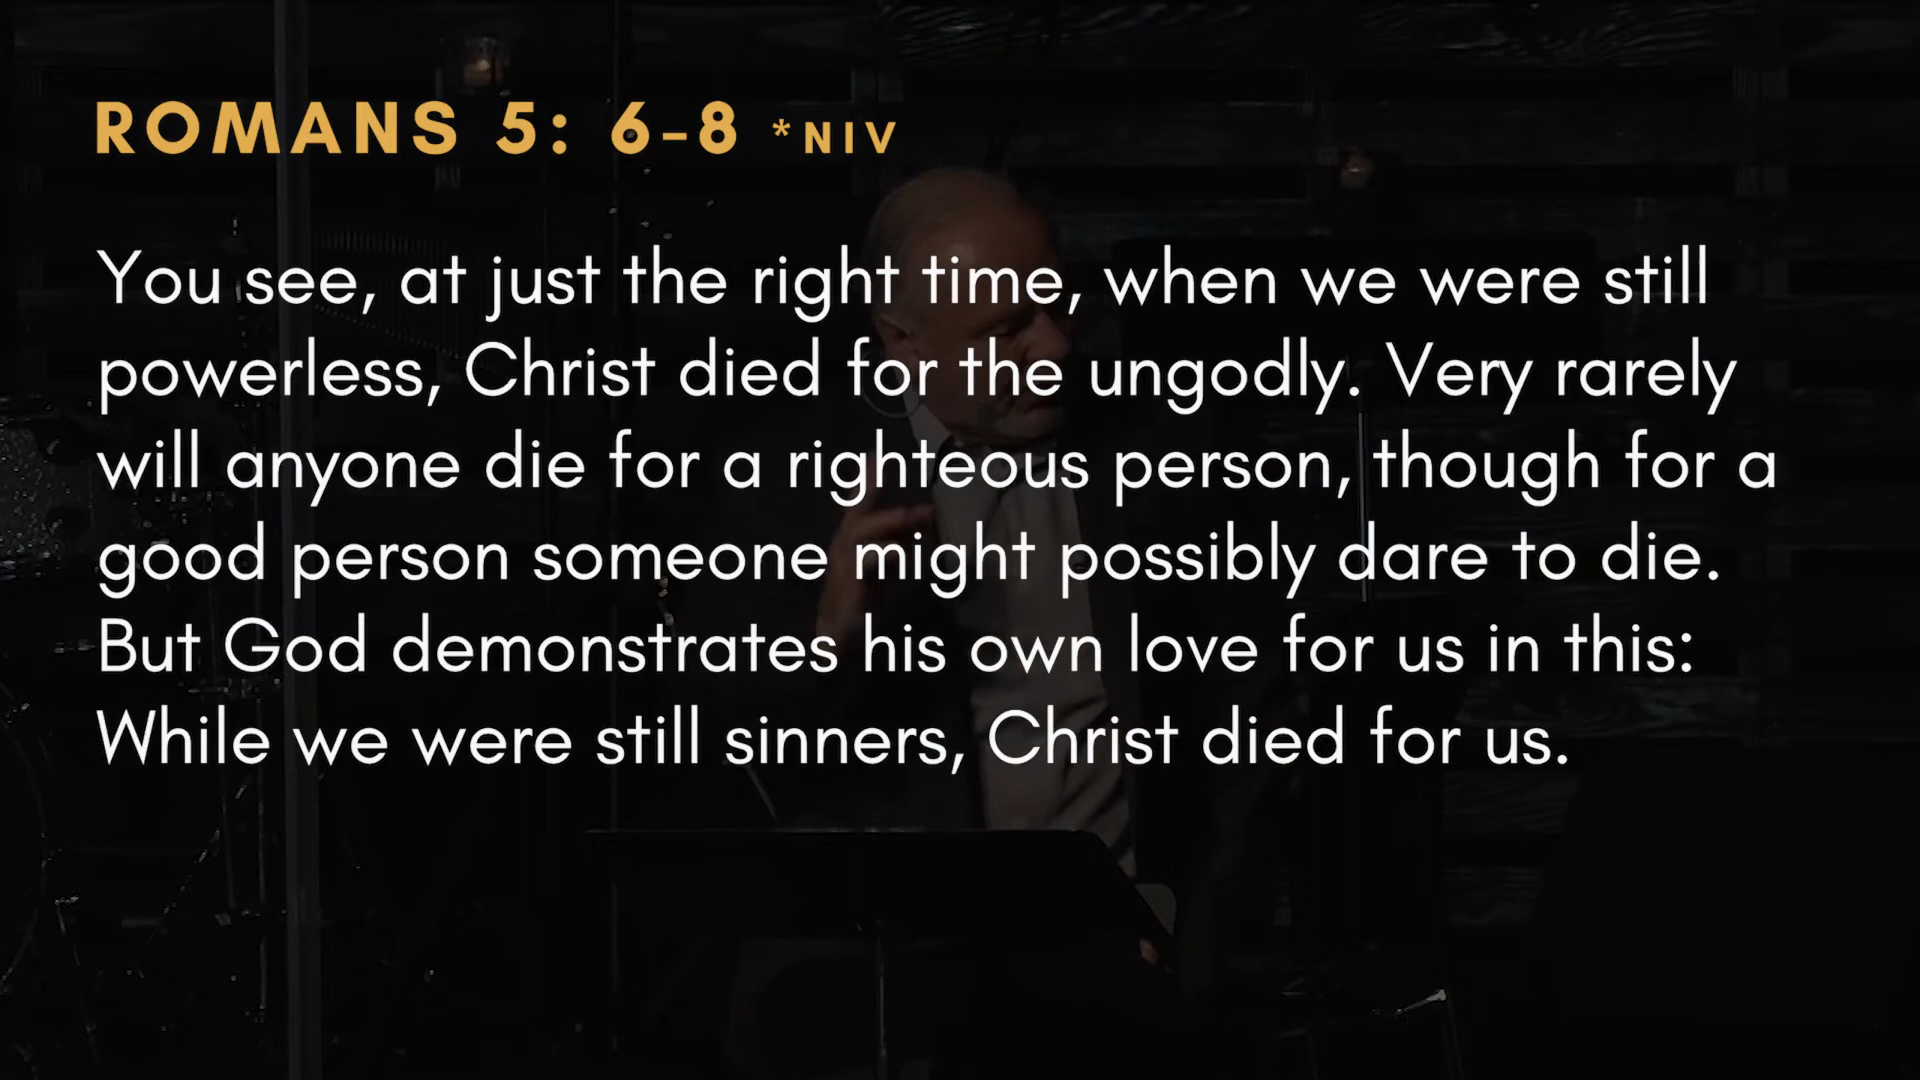 ROMANS 5: 6-8 *NIV
You see, at just the right time, when we were still
powerless, Christ died for the ungodly. Very rarely
will anyone die for a righteous person, though for a
good person someone might possibly dare to die.
But God demonstrates his own love for us in this:
While we were still sinners, Christ died for us.